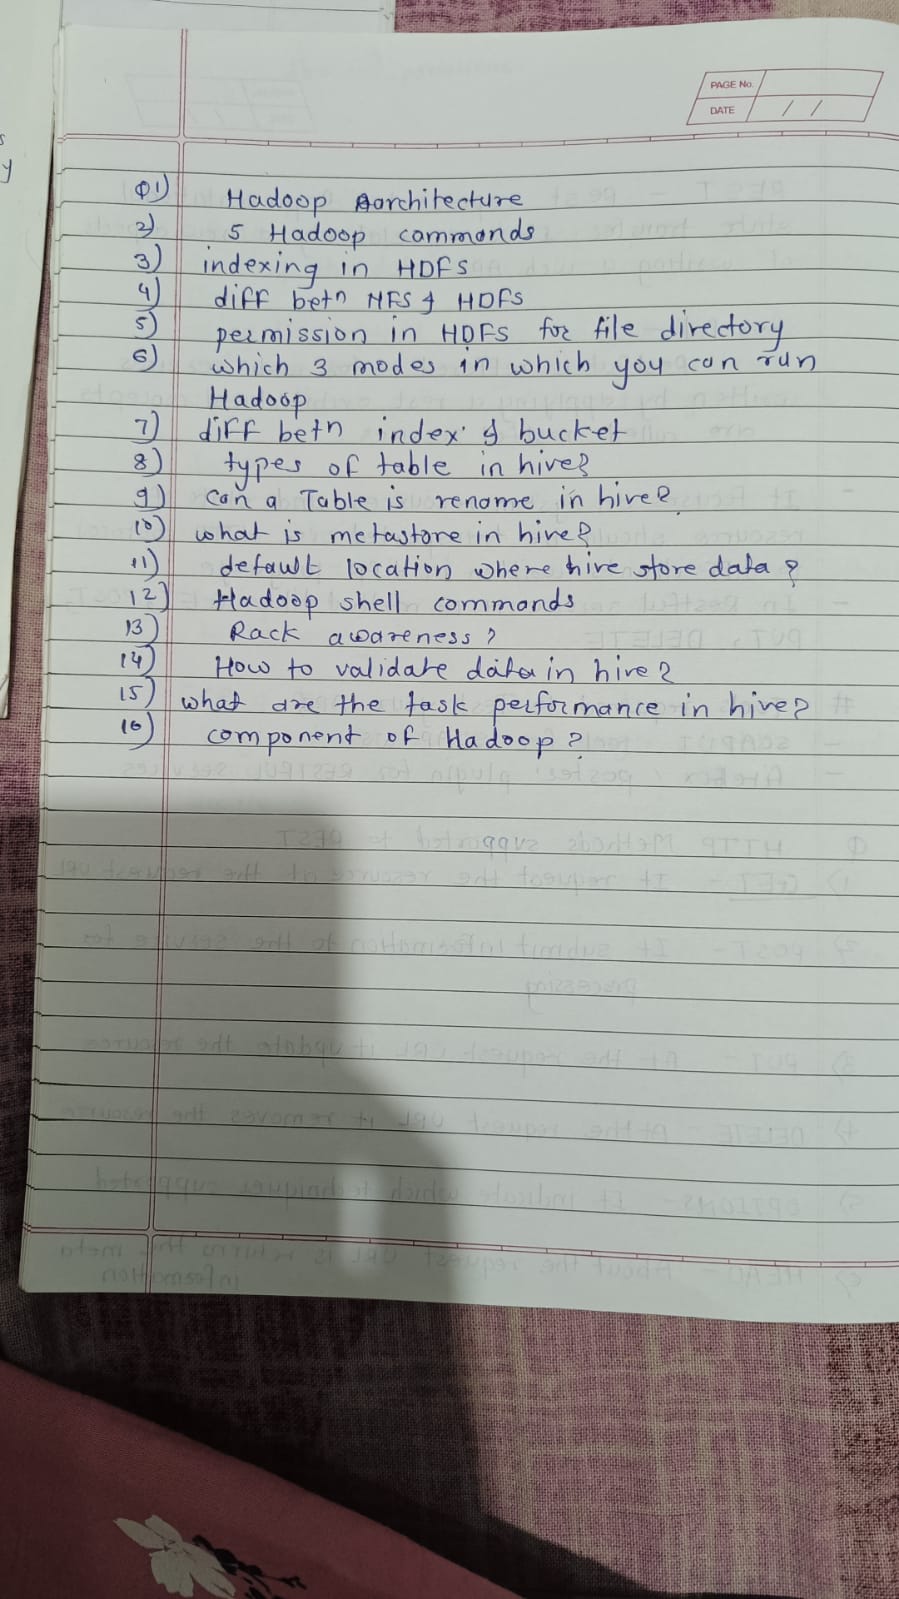 PAGE No.
DATE / /
Q1) Hadoop Aarchitecture
2) 5 Hadoop commands
3) indexing in HDFS
4) diff betn NFS & HDFS
5) permission in HDFS for file directory
6) which 3 modes in which you can run
Hadoop
7) diff betn index & bucket
8) types of table in hive?
9) can a Table is rename in hive?
10) what is metastore in hive?
11) default location where hive store data ?
12) Hadoop shell commands
13) Rack awareness ?
14) How to validate data in hive ?
15) what are the task performance in hive?
16) component of Hadoop ?